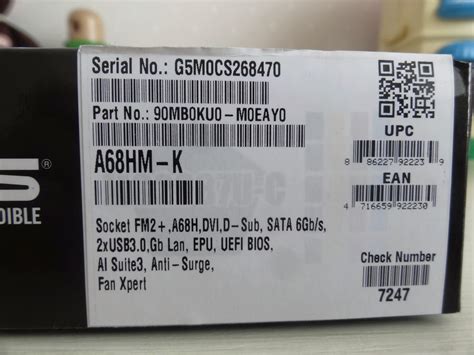 Serial No.: G5M0CS268470
Part No.: 90MB0KU0-M0EAY0
UPC
8 86227 92223 9
A68HM-K
EAN
4 716659 922230
S®
DIBLE
Socket FM2+,A68H,DVI,D-Sub, SATA 6Gb/s,
2xUSB3.0,Gb Lan, EPU, UEFI BIOS,
AI Suite3, Anti-Surge,
Fan Xpert
Check Number
7247